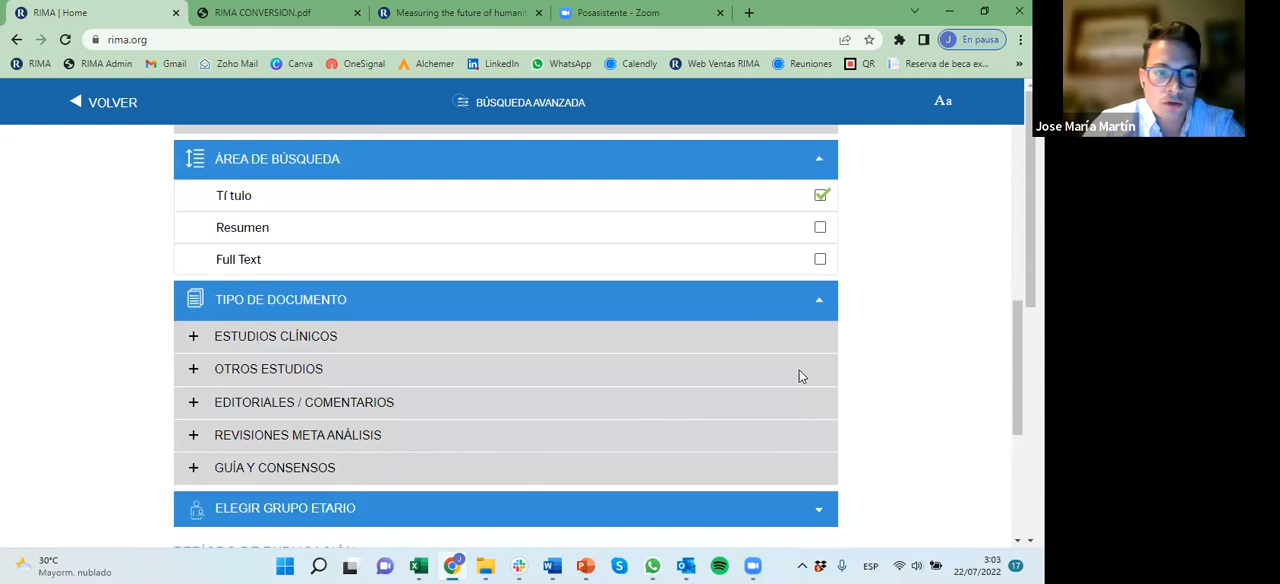 RIMA | Home
RIMA CONVERSION.pdf
Measuring the future of humani
Posasistente - Zoom
rima.org
J En pausa
RIMA
RIMA Admin
Gmail
Zoho Mail
Canva
OneSignal
Alchemer
LinkedIn
WhatsApp
Calendly
Web Ventas RIMA
Reuniones
QR
Reserva de beca ex...
»
VOLVER
BÚSQUEDA AVANZADA
Aa
Jose María Martín
ÁREA DE BÚSQUEDA
Tí tulo
Resumen
Full Text
TIPO DE DOCUMENTO
+ ESTUDIOS CLÍNICOS
+ OTROS ESTUDIOS
+ EDITORIALES / COMENTARIOS
+ REVISIONES META ANÁLISIS
+ GUÍA Y CONSENSOS
ELEGIR GRUPO ETARIO
30°C
Mayorm. nublado
ESP
3:03
22/07/2022
17